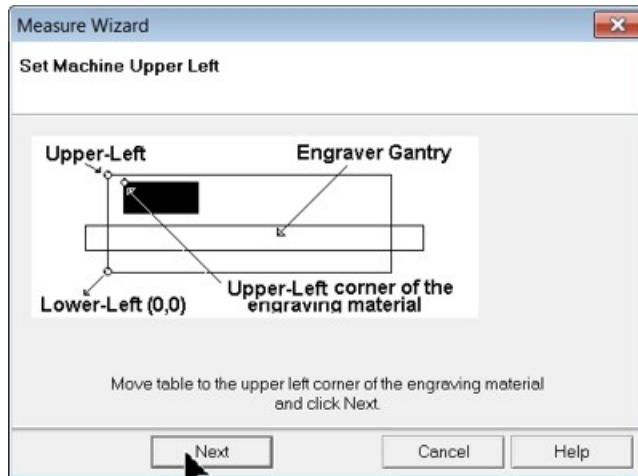 Measure Wizard
Set Machine Upper Left
Upper-Left
Engraver Gantry
Upper-Left corner of the
engraving material
Lower-Left (0,0)
Move table to the upper left corner of the engraving material
and click Next.
Next
Cancel
Help